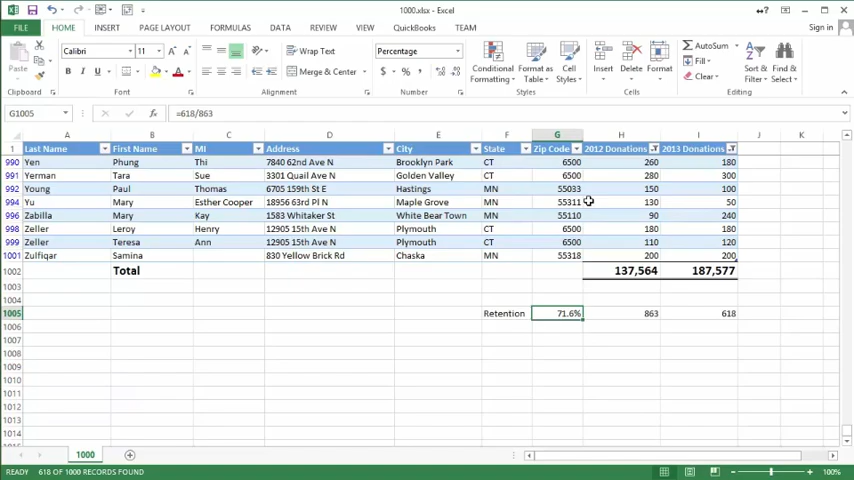 1000.xlsx - Excel
FILE HOME INSERT PAGE LAYOUT FORMULAS DATA REVIEW VIEW QuickBooks TEAM Sign in
Calibri 11 Wrap Text Percentage AutoSum
Paste B I U Merge & Center $ % Conditional Formatting Format as Table Cell Styles Insert Delete Format Fill Clear Sort & Filter Find & Select
Clipboard Font Alignment Number Styles Cells Editing
G1005 =618/863
A B C D E F G H I J K
1 Last Name First Name MI Address City State Zip Code 2012 Donations 2013 Donations
990 Yen Phung Thi 7840 62nd Ave N Brooklyn Park CT 6500 260 180
991 Yerman Tara Sue 3301 Quail Ave N Golden Valley CT 6500 280 300
992 Young Paul Thomas 6705 159th St E Hastings MN 55033 150 100
994 Yu Mary Esther Cooper 18956 63rd Pl N Maple Grove MN 55311 130 50
996 Zabilla Mary Kay 1583 Whitaker St White Bear Town MN 55110 90 240
998 Zeller Leroy Henry 12905 15th Ave N Plymouth CT 6500 180 180
999 Zeller Teresa Ann 12905 15th Ave N Plymouth CT 6500 110 120
1001 Zulfiqar Samina 830 Yellow Brick Rd Chaska MN 55318 200 200
1002 Total 137,564 187,577
1003
1004
1005 Retention 71.6% 863 618
1006
1007
1008
1009
1010
1011
1012
1013
1014
1000
READY 618 OF 1000 RECORDS FOUND 100%